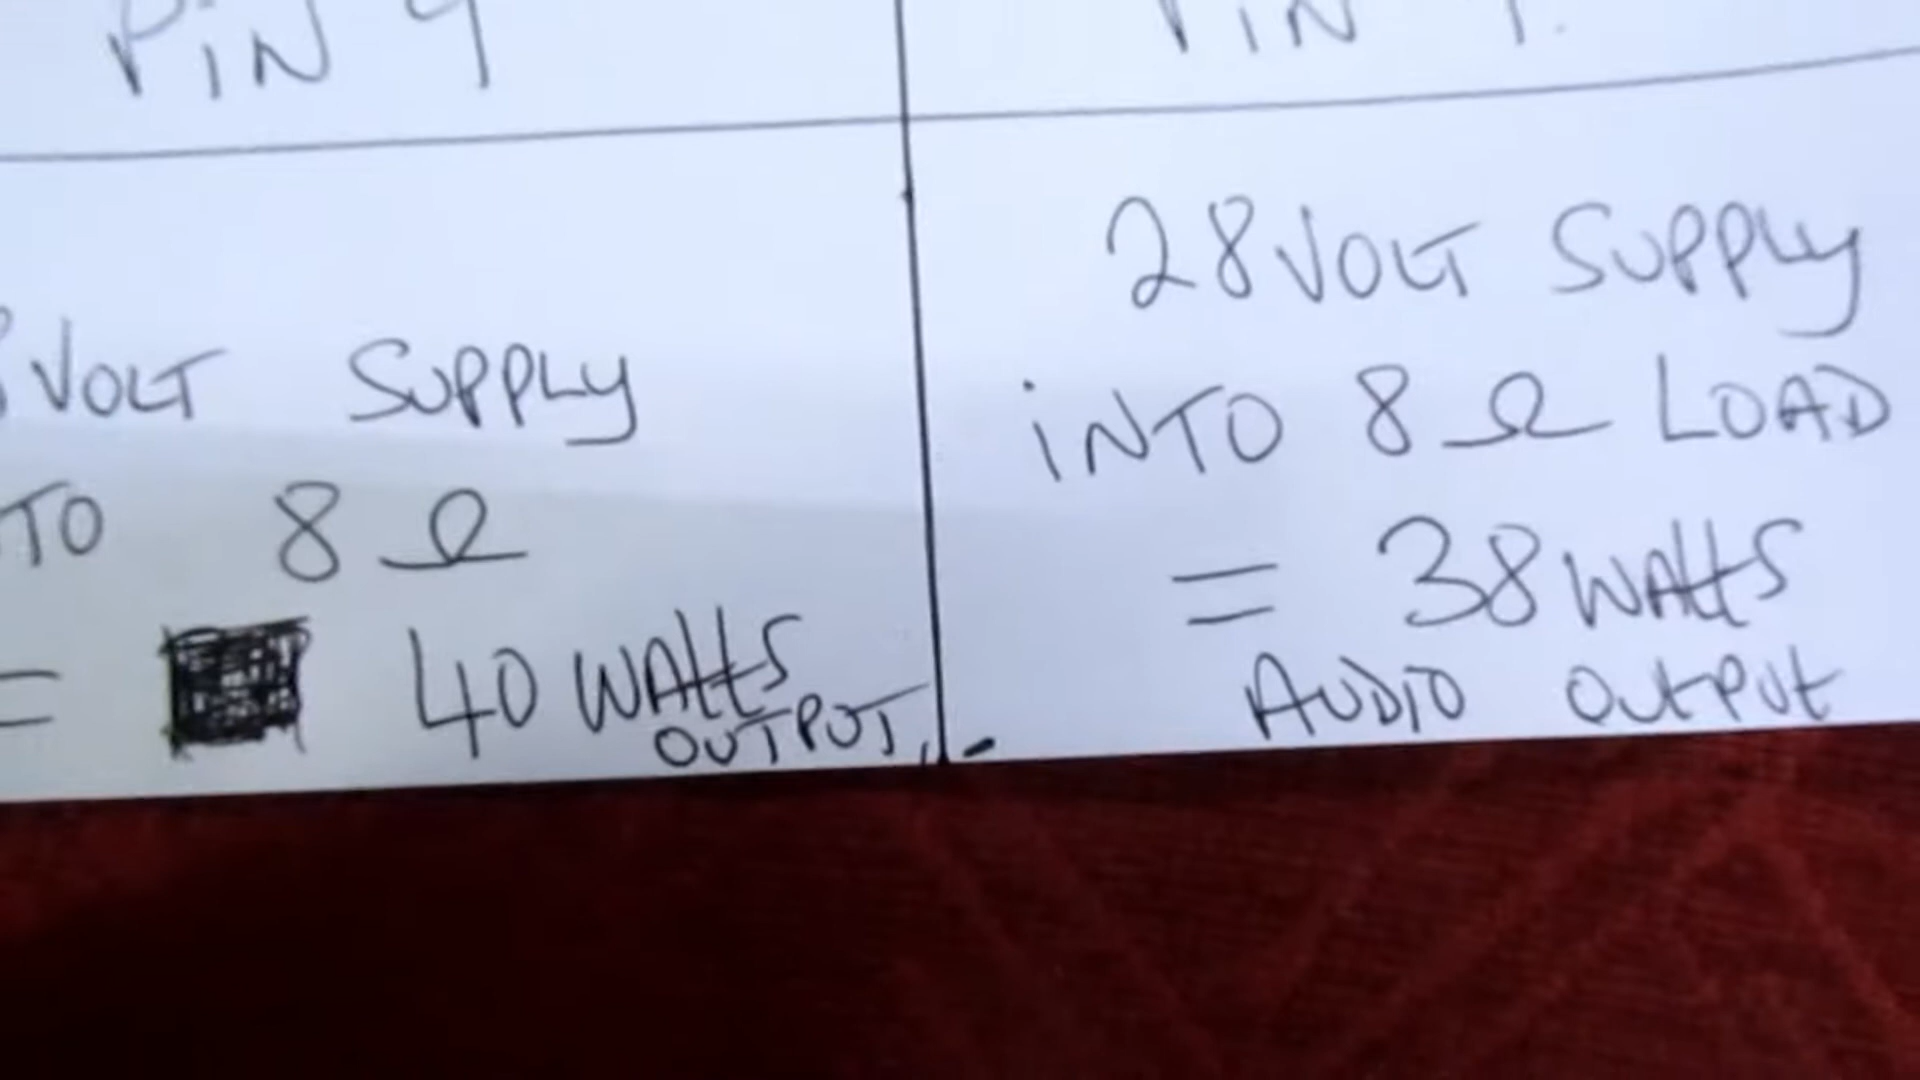 PIN 9
PIN 1.
VOLT SUPPLY
TO 8 Ω
= 40 WATTS
OUTPUT
28 VOLT SUPPLY
INTO 8 Ω LOAD
= 38 WATTS
AUDIO OUTPUT